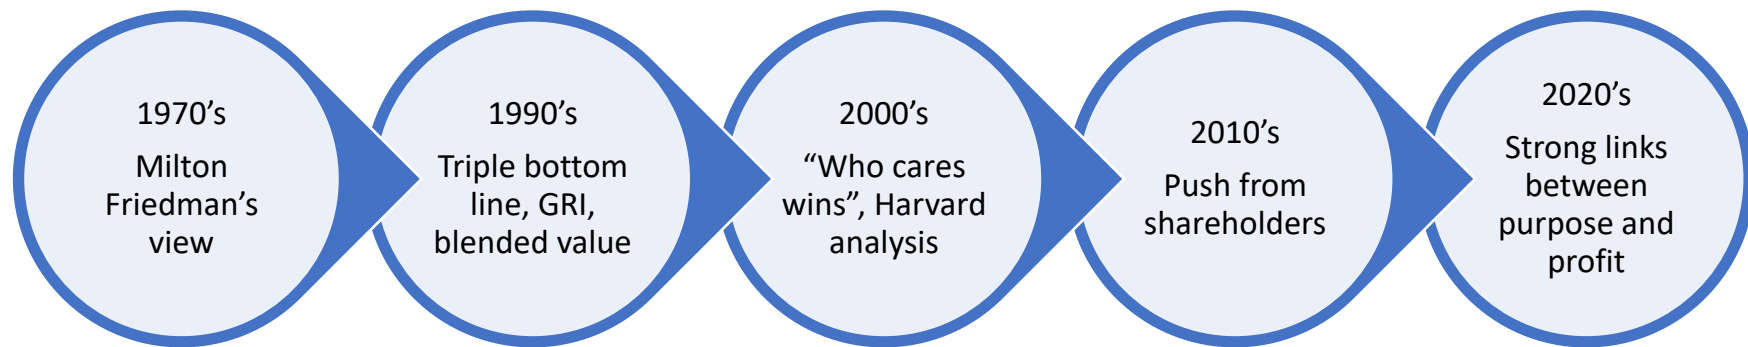 1970’s
Milton
Friedman’s
view
1990’s
Triple bottom
line, GRI,
blended value
2000’s
“Who cares
wins”, Harvard
analysis
2010’s
Push from
shareholders
2020’s
Strong links
between
purpose and
profit